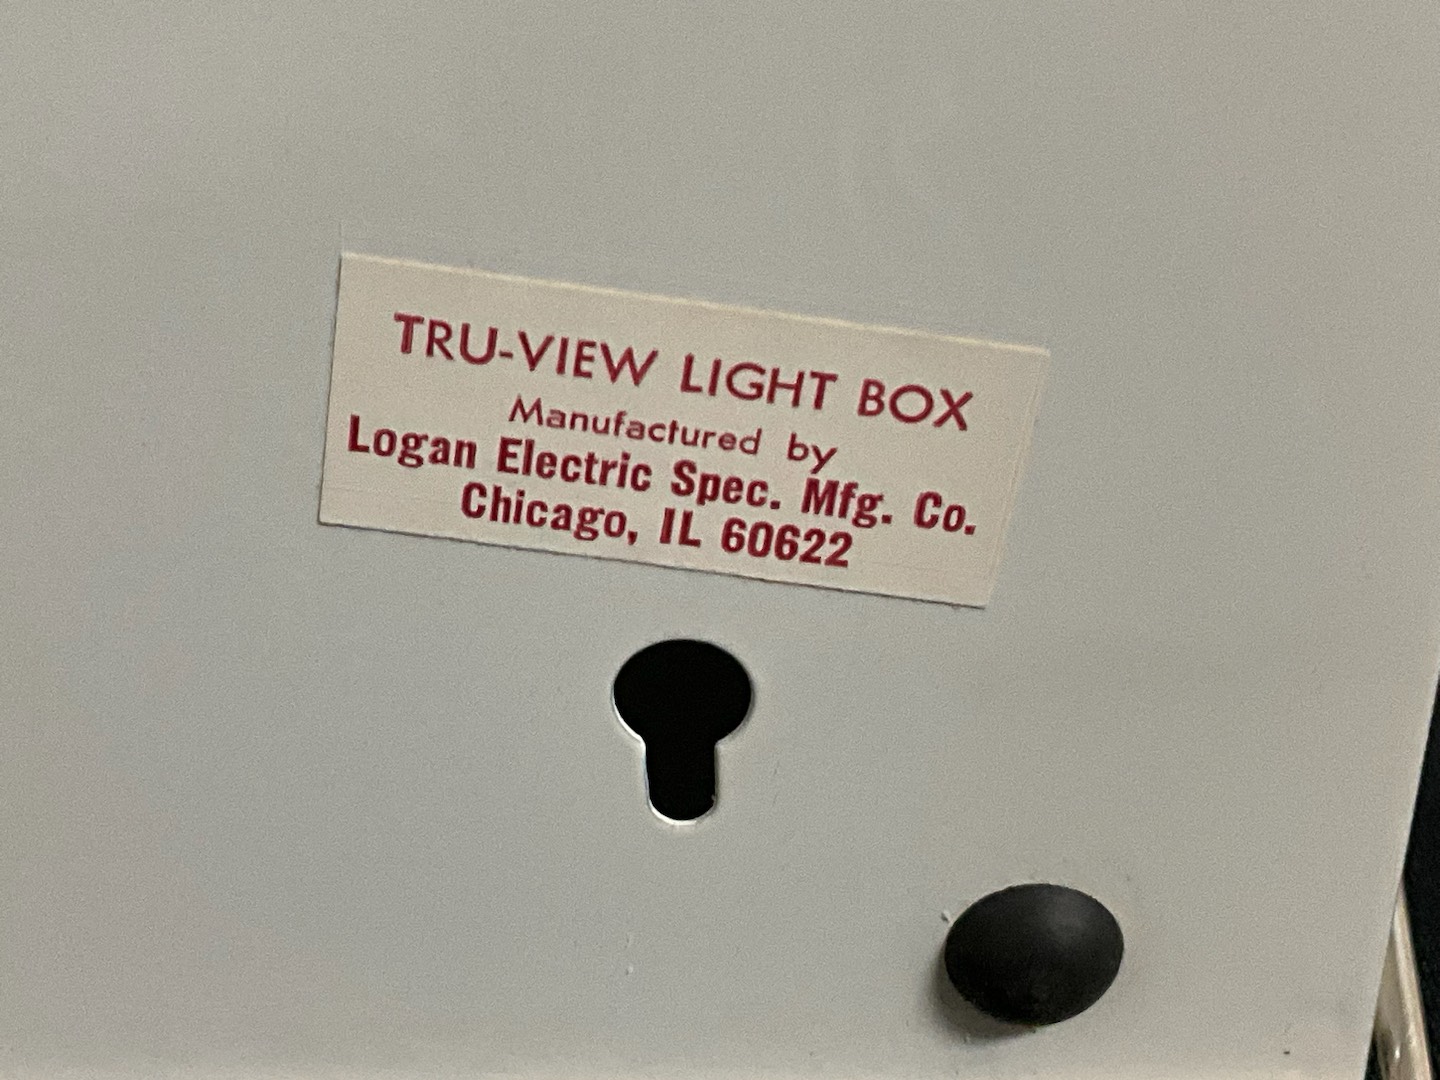 TRU-VIEW LIGHT BOX
Manufactured by
Logan Electric Spec. Mfg. Co.
Chicago, IL 60622